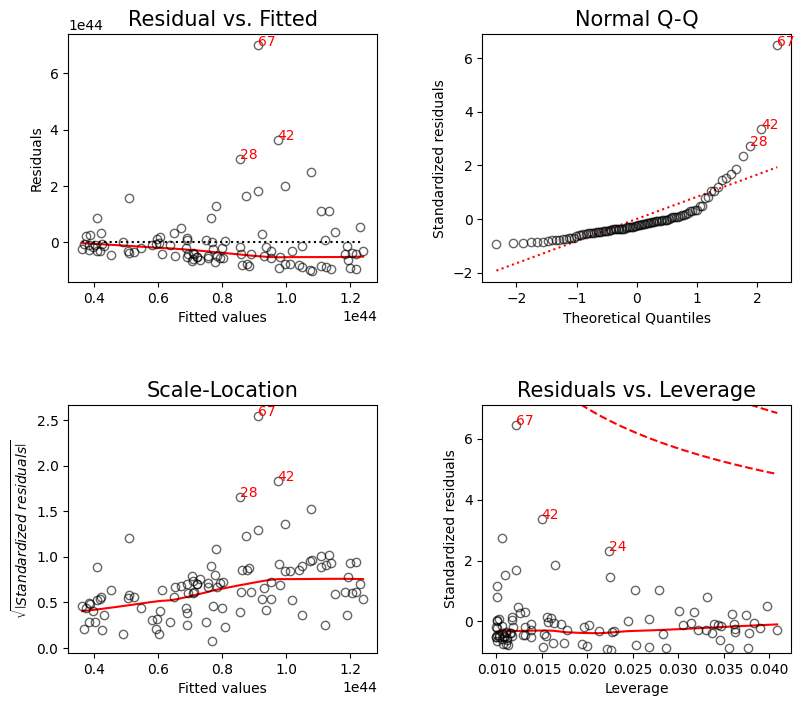 Residual vs. Fitted
1e44
Residuals
6
4
2
0
67
42
28
0.4 0.6 0.8 1.0 1.2
Fitted values
1e44
Normal Q-Q
Standardized residuals
6
4
2
0
−2
67
42
28
−2 −1 0 1 2
Theoretical Quantiles
Scale-Location
√|Standardized residuals|
2.5
2.0
1.5
1.0
0.5
0.0
67
42
28
0.4 0.6 0.8 1.0 1.2
Fitted values
1e44
Residuals vs. Leverage
Standardized residuals
6
4
2
0
67
42
24
0.010 0.015 0.020 0.025 0.030 0.035 0.040
Leverage